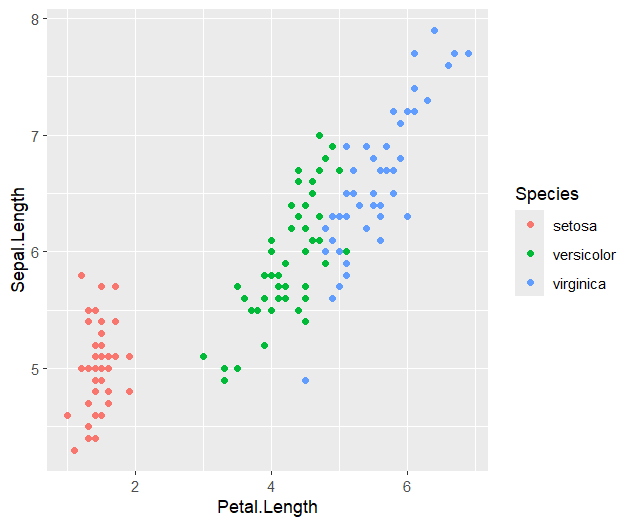 8
7
6
5
Sepal.Length
2
4
6
Petal.Length
Species
setosa
versicolor
virginica